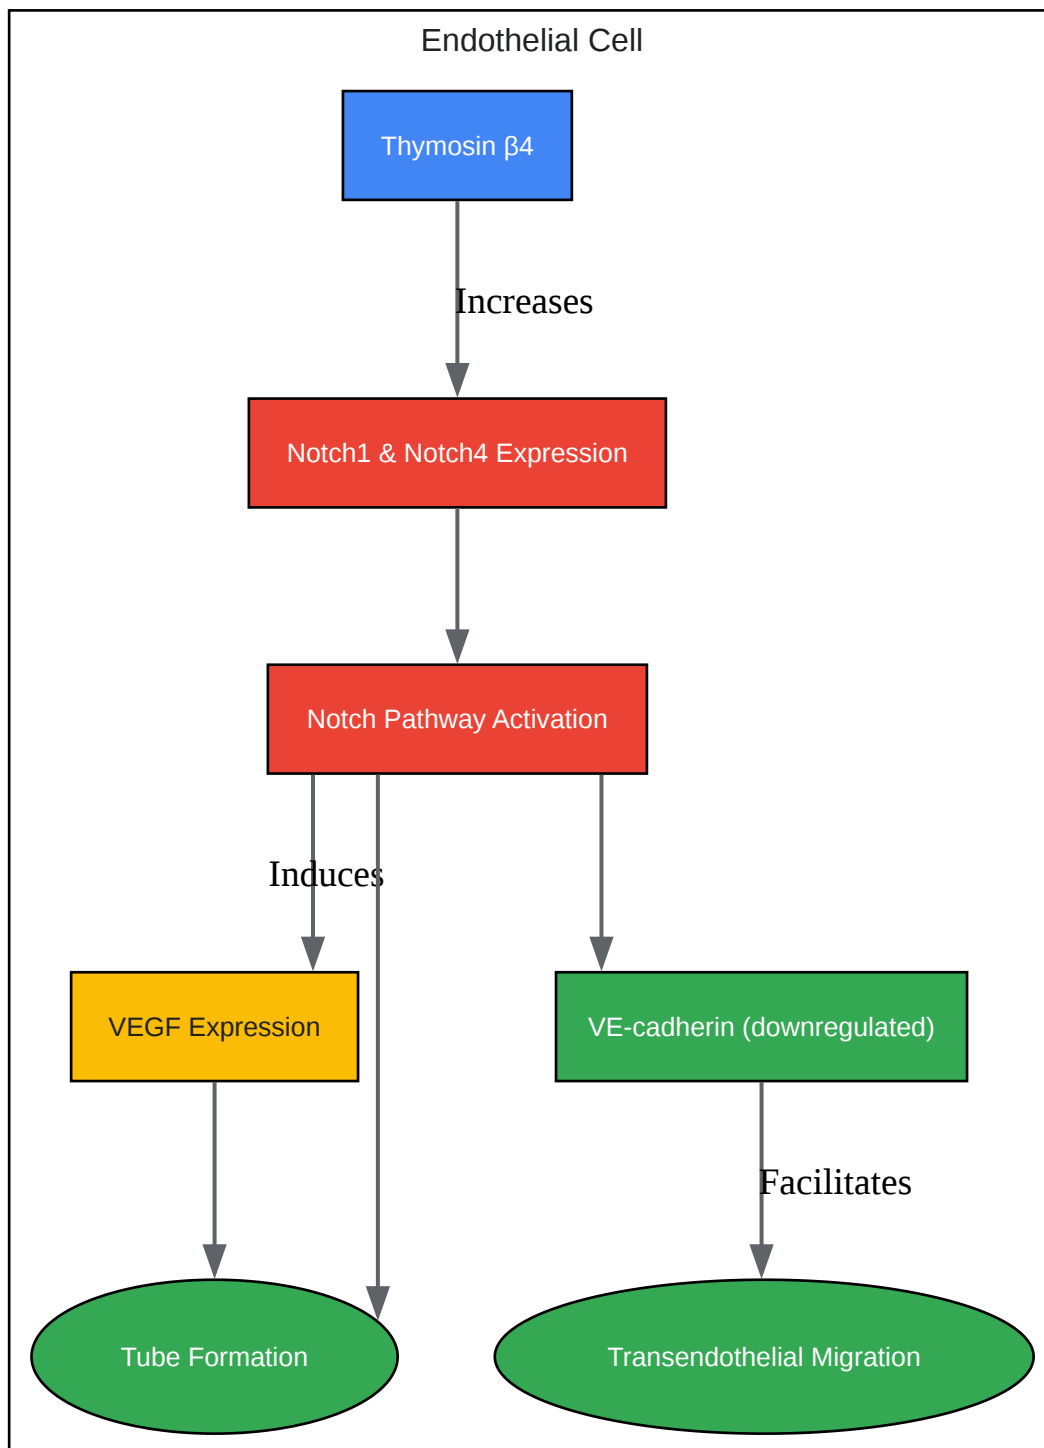 Endothelial Cell
Thymosin β4
Increases
Notch1 & Notch4 Expression
Notch Pathway Activation
Induces
VEGF Expression
VE-cadherin (downregulated)
Facilitates
Tube Formation
Transendothelial Migration